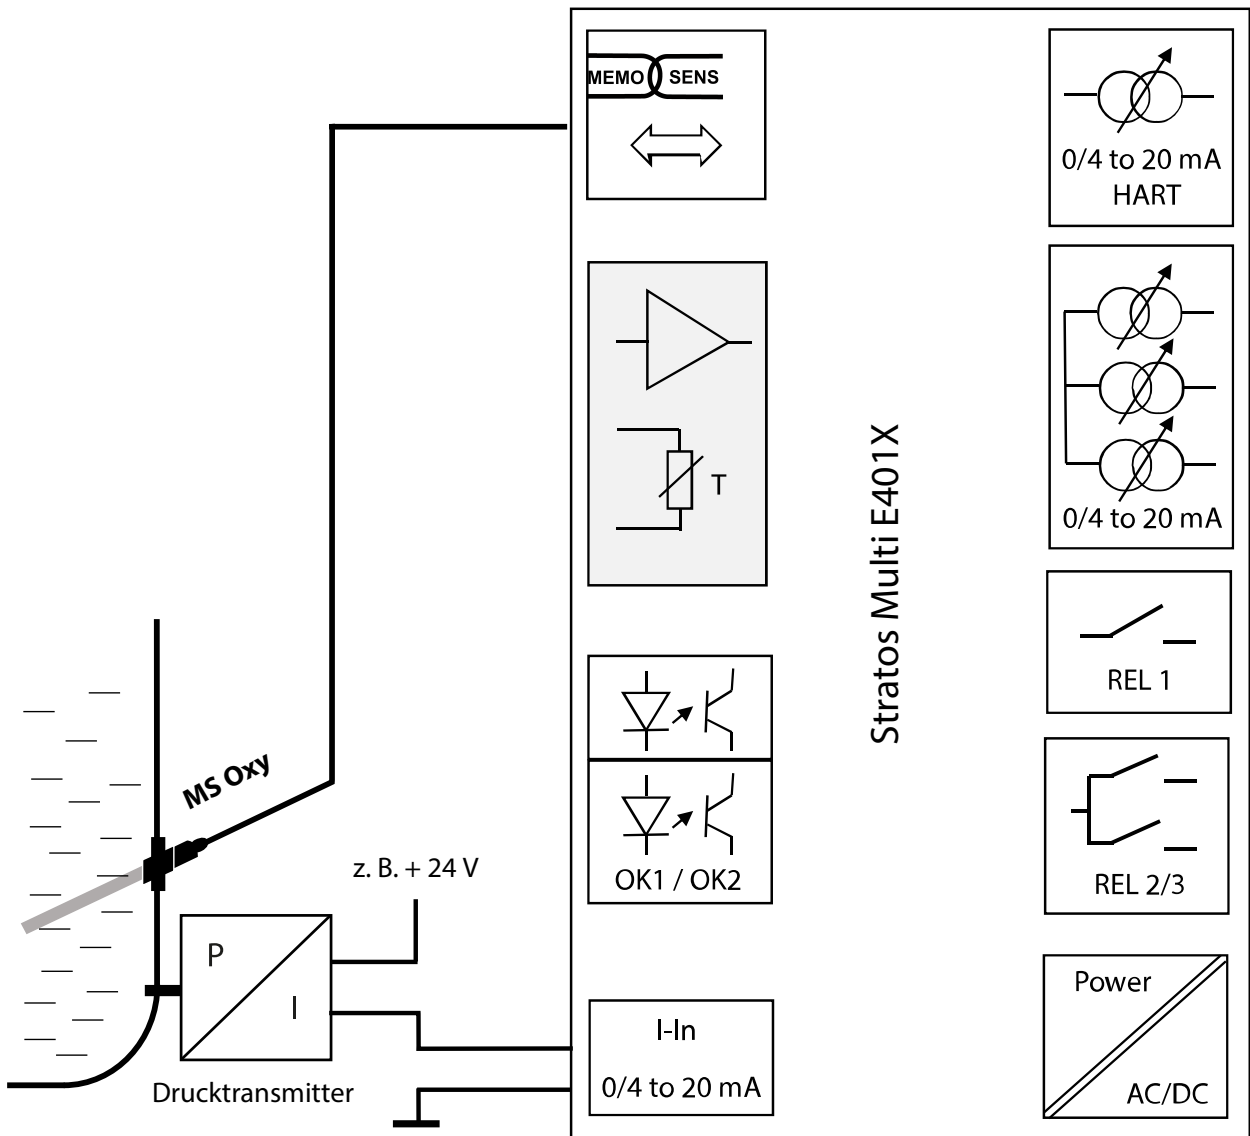 MEMO SENS
0/4 to 20 mA
HART
T
0/4 to 20 mA
Stratos Multi E401X
REL 1
MS Oxy
OK1 / OK2
REL 2/3
z. B. + 24 V
P
I
Drucktransmitter
I-In
0/4 to 20 mA
Power
AC/DC